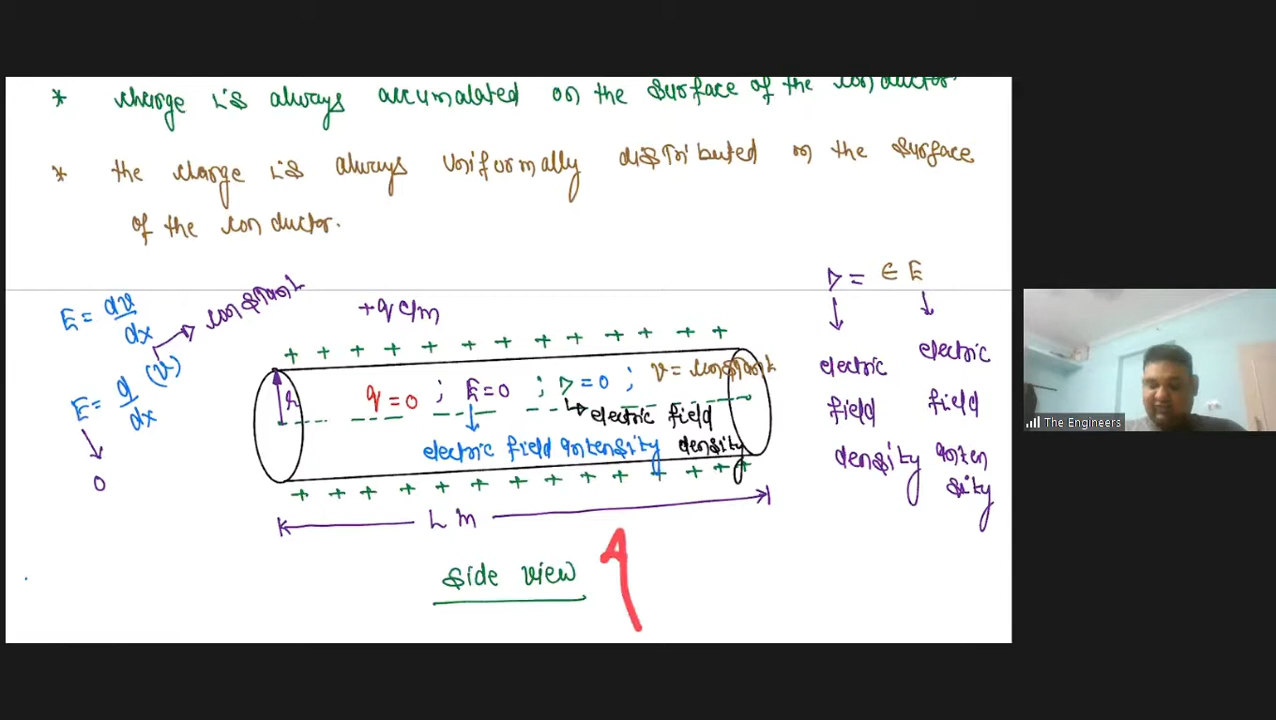 * charge is always accumalated on the surface of the conductor.
* the charge is always uniformally distributed on the surface
of the conductor.
E = dv/dx
constant
(v)
E = d/dx
0
+q c/m
+ + + + + + + + + + + + +
r
q = 0 ; E = 0 ; D = 0 ; v = constant
electric field intensity
electric field
density
+ + + + + + + + + + + + +
L m
side view
D = ∈ E
electric
field
density
electric
field
inten
sity
The Engineers